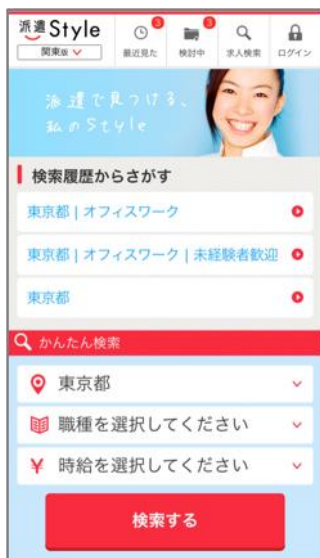 派遣Style
関東版
3
最近見た
3
検討中
求人検索
ログイン
派遣で見つける、
私のStyle
検索履歴からさがす
東京都 | オフィスワーク
東京都 | オフィスワーク | 未経験者歓迎
東京都
かんたん検索
東京都
職種を選択してください
¥ 時給を選択してください
検索する